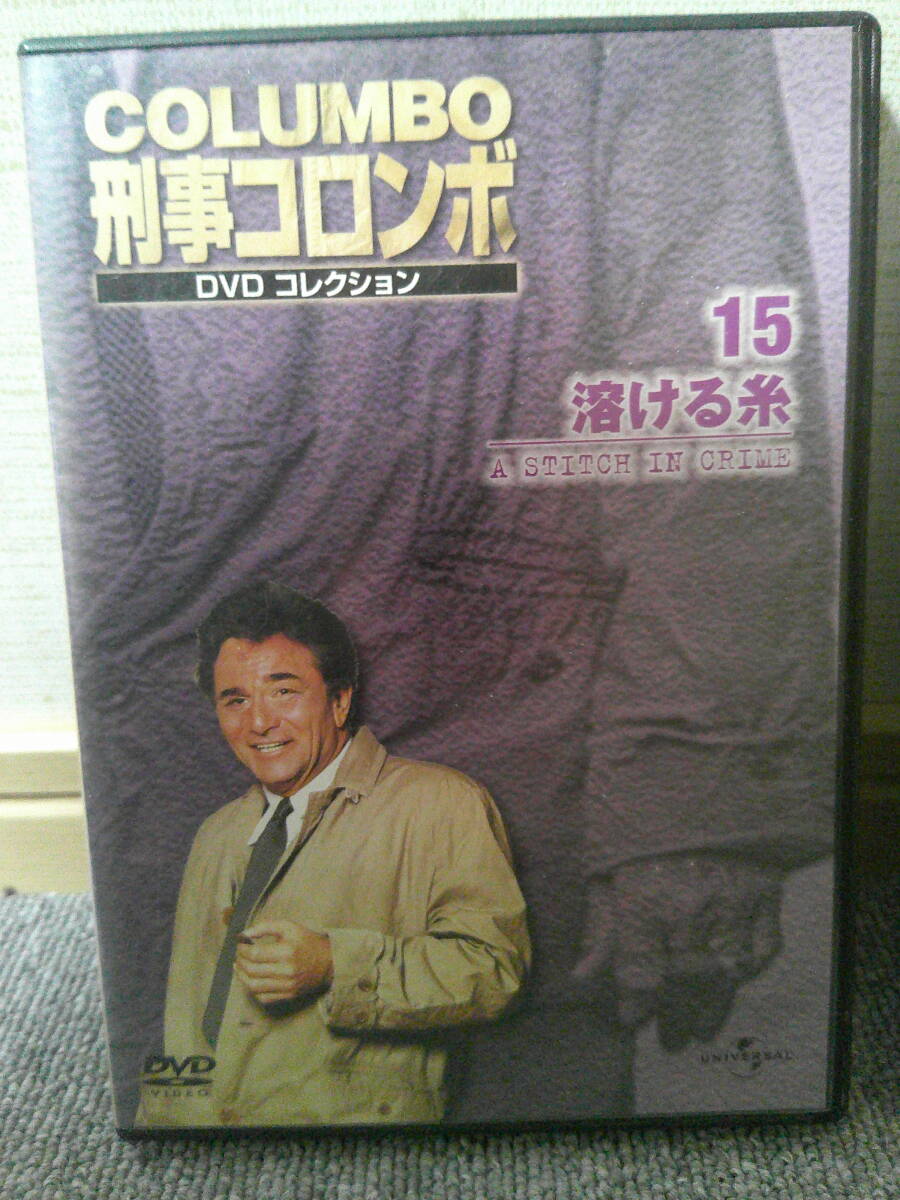 COLUMBO
刑事コロンボ
DVD コレクション
15
溶ける糸
A STITCH IN CRIME
DVD
VIDEO
UNIVERSAL